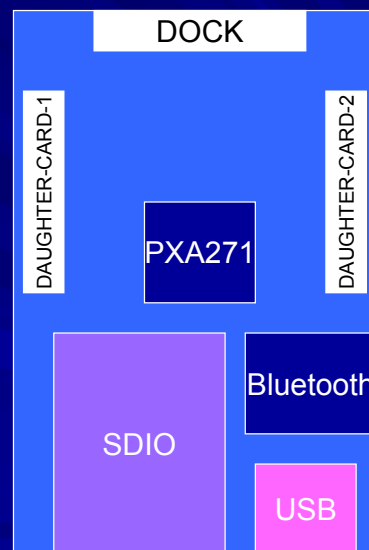 DOCK
DAUGHTER-CARD-1
DAUGHTER-CARD-2
PXA271
Bluetooth
SDIO
USB